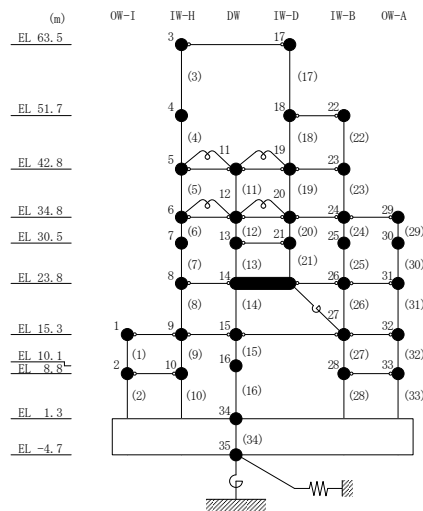 (m) OW-I IW-H DW IW-D IW-B OW-A
EL 63.5 3 17
(3) (17)
EL 51.7 4 18 22
(4) 11 (18) (22)
EL 42.8 5 19 23
(5) 12 (11) 20 (19) (23)
EL 34.8 6 24 29
(6) (12) (20) (24) (29)
EL 30.5 7 13 21 25 30
(7) (13) (21) (25) (30)
EL 23.8 8 14 26 31
(8) (14) (26) (31)
27
EL 15.3 1 9 15 32
(1) (9) (15) (27) (32)
EL 10.1 16
EL 8.8 2 10 28 33
(2) (10) (16) (28) (33)
EL 1.3 34
(34)
EL -4.7 35